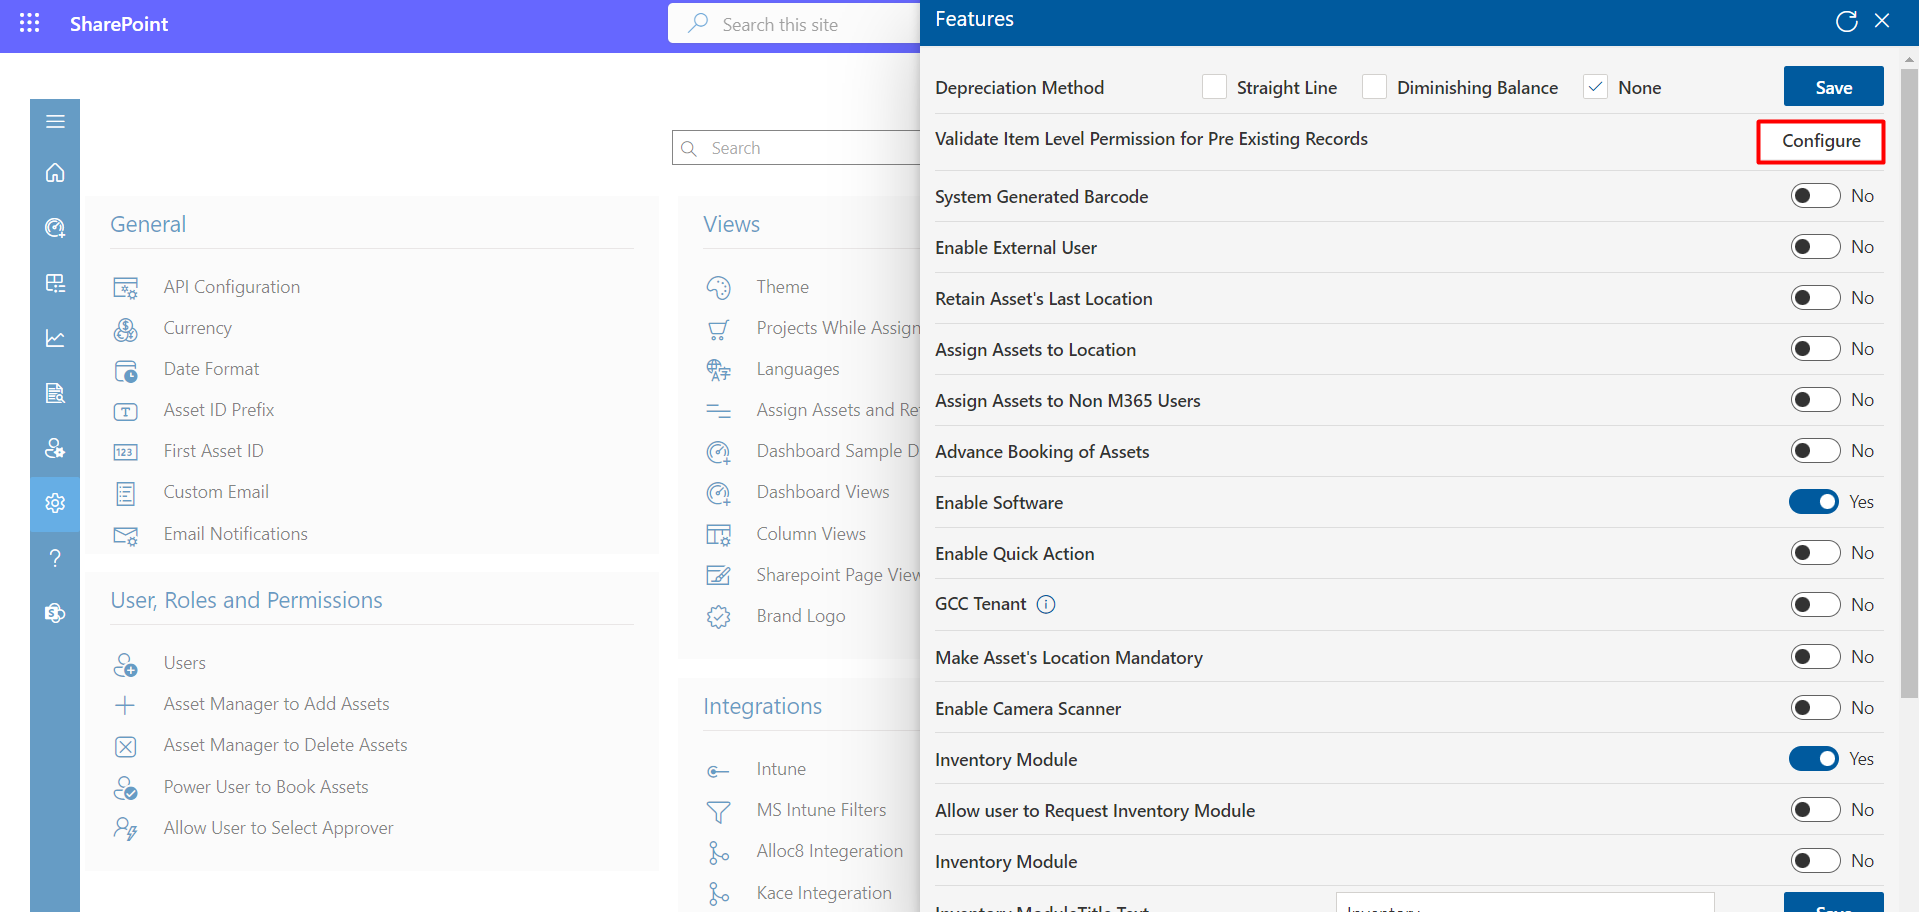 SharePoint
Search this site
Search
General
API Configuration
Currency
Date Format
Asset ID Prefix
First Asset ID
Custom Email
Email Notifications
User, Roles and Permissions
Users
Asset Manager to Add Assets
Asset Manager to Delete Assets
Power User to Book Assets
Allow User to Select Approver
Views
Theme
Projects While Assign
Languages
Assign Assets and Re
Dashboard Sample D
Dashboard Views
Column Views
Sharepoint Page View
Brand Logo
Integrations
Intune
MS Intune Filters
Alloc8 Integeration
Kace Integeration
Features
Depreciation Method Straight Line Diminishing Balance None Save
Validate Item Level Permission for Pre Existing Records Configure
System Generated Barcode No
Enable External User No
Retain Asset's Last Location No
Assign Assets to Location No
Assign Assets to Non M365 Users No
Advance Booking of Assets No
Enable Software Yes
Enable Quick Action No
GCC Tenant No
Make Asset's Location Mandatory No
Enable Camera Scanner No
Inventory Module Yes
Allow user to Request Inventory Module No
Inventory Module No
Inventory ModuleTitle Text Inventory Save